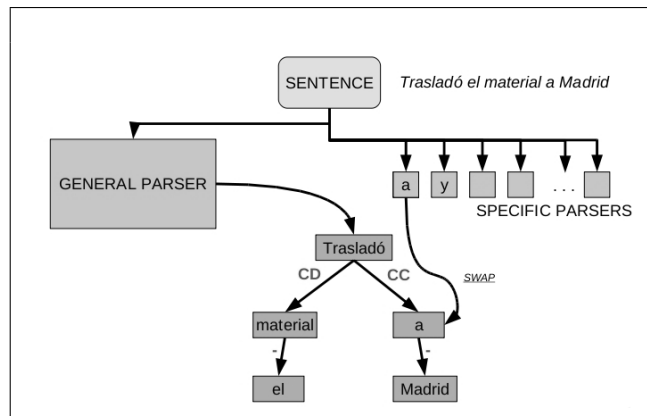 SENTENCE
Trasladó el material a Madrid
GENERAL PARSER
a
y
. . .
SPECIFIC PARSERS
Trasladó
CD
CC
SWAP
material
a
-
-
el
Madrid